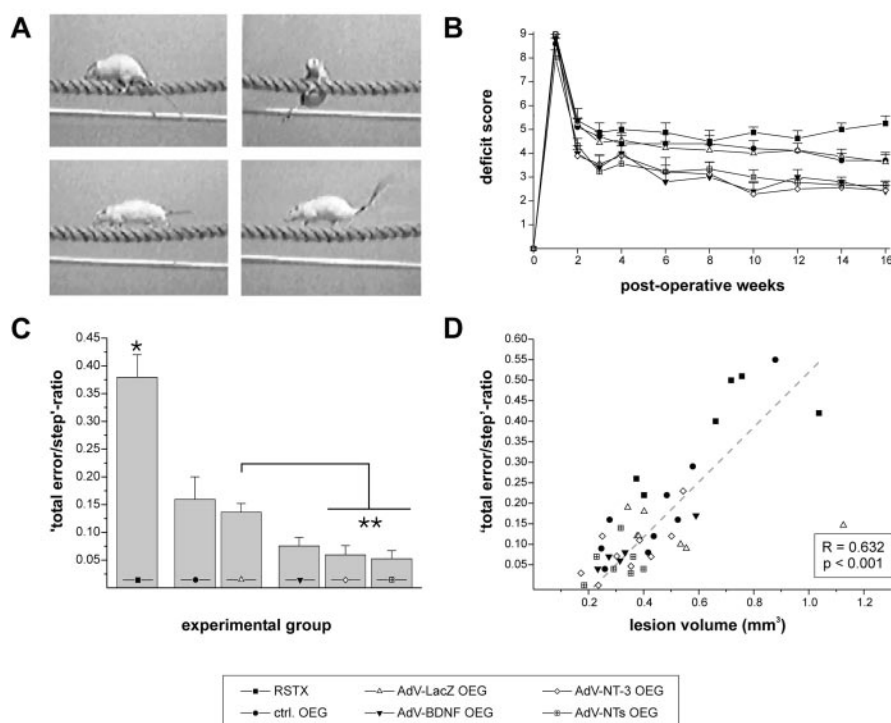 A
B
deficit score
9
8
7
6
5
4
3
2
1
0
0 2 4 6 8 10 12 14 16
post-operative weeks
C
'total error/step'-ratio
0.45
0.40
0.35
0.30
0.25
0.20
0.15
0.10
0.05
*
**
experimental group
D
'total error/step'-ratio
0.60
0.55
0.50
0.45
0.40
0.35
0.30
0.25
0.20
0.15
0.10
0.05
R = 0.632
p < 0.001
0.2 0.4 0.6 0.8 1.0 1.2
lesion volume (mm³)
RSTX AdV-LacZ OEG AdV-NT-3 OEG
ctrl. OEG AdV-BDNF OEG AdV-NTs OEG